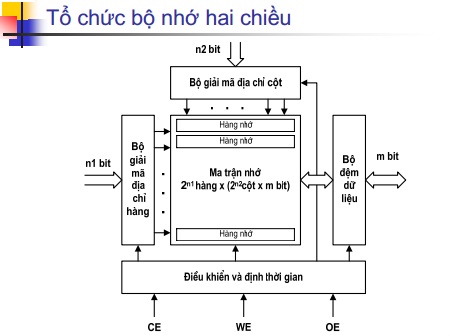 Tổ chức bộ nhớ hai chiều
n2 bit
Bộ giải mã địa chỉ cột
. . .
Hàng nhớ
Hàng nhớ
n1 bit
Bộ
giải
mã
địa
chỉ
hàng
Ma trận nhớ
2n1 hàng x (2n2cột x m bit)
Hàng nhớ
Bộ
đệm
dữ
liệu
m bit
Điều khiển và định thời gian
CE
WE
OE